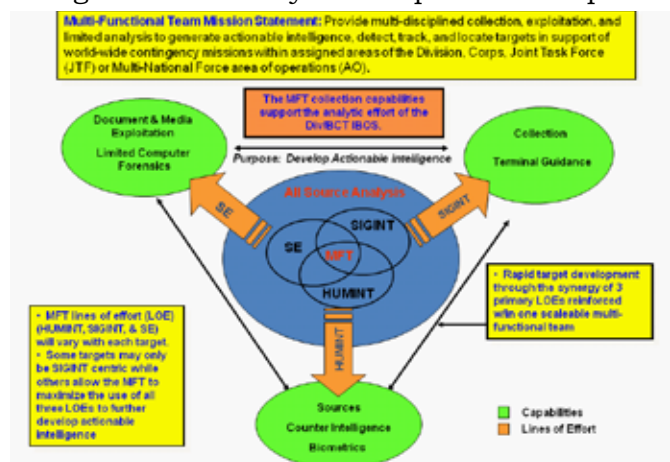 Multi-Functional Team Mission Statement: Provide multi-disciplined collection, exploitation, and
limited analysis to generate actionable intelligence, detect, track, and locate targets in support of
world-wide contingency missions within assigned areas of the Division, Corps, Joint Task Force
(JTF) or Multi-National Force area of operations (AO).
The MFT collection capabilities
support the analytic effort of the
Div/BCT IBOS.
Document & Media
Exploitation
Limited Computer
Forensics
Purpose: Develop Actionable Intelligence
Collection
Terminal Guidance
All Source Analysis
SE
SIGINT
SIGINT
SE
MFT
HUMINT
HUMINT
• Rapid target development
through the synergy of 3
primary LOEs reinforced
w/in one scaleable multi-
functional team
• MFT lines of effort (LOE)
(HUMINT, SIGINT, & SE)
will vary with each target.
• Some targets may only
be SIGINT centric while
others allow the MFT to
maximize the use of all
three LOEs to further
develop actionable
intelligence
Sources
Counter Intelligence
Biometrics
Capabilities
Lines of Effort